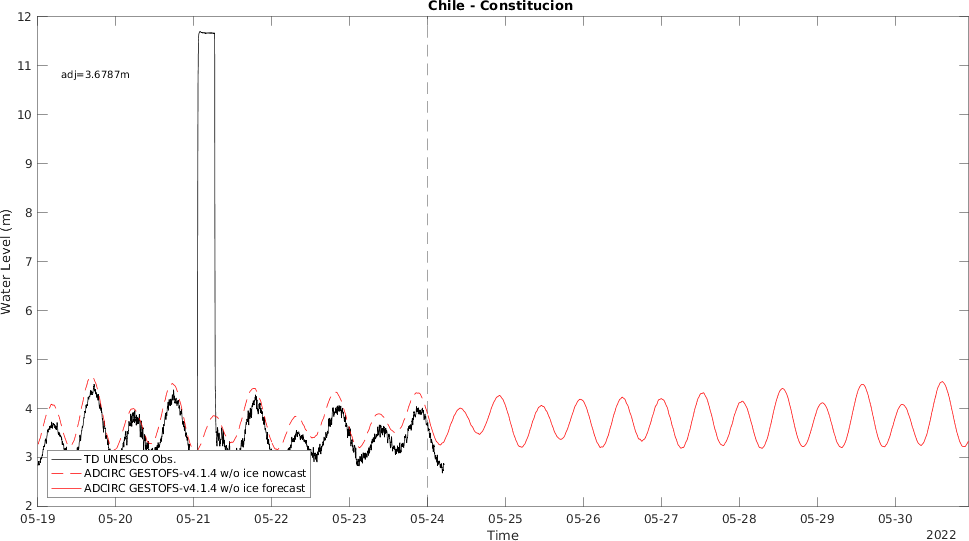 Chile - Constitucion
12
11
adj=3.6787m
10
9
8
7
6
5
4
3
2
Water Level (m)
TD UNESCO Obs.
ADCIRC GESTOFS-v4.1.4 w/o ice nowcast
ADCIRC GESTOFS-v4.1.4 w/o ice forecast
05-19 05-20 05-21 05-22 05-23 05-24 05-25 05-26 05-27 05-28 05-29 05-30
Time
2022